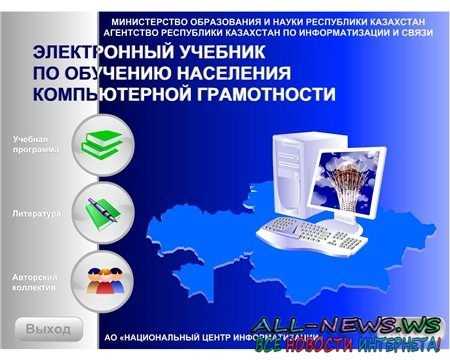 МИНИСТЕРСТВО ОБРАЗОВАНИЯ И НАУКИ РЕСПУБЛИКИ КАЗАХСТАН
АГЕНТСТВО РЕСПУБЛИКИ КАЗАХСТАН ПО ИНФОРМАТИЗАЦИИ И СВЯЗИ
ЭЛЕКТРОННЫЙ УЧЕБНИК
ПО ОБУЧЕНИЮ НАСЕЛЕНИЯ
КОМПЬЮТЕРНОЙ ГРАМОТНОСТИ
Учебная
программа
Литература
Авторский
коллектив
Выход
АО «НАЦИОНАЛЬНЫЙ ЦЕНТР ИНФОРМАТИЗАЦИИ»
ALL-NEWS.WS
ВСЕ НОВОСТИ ИНТЕРНЕТА!